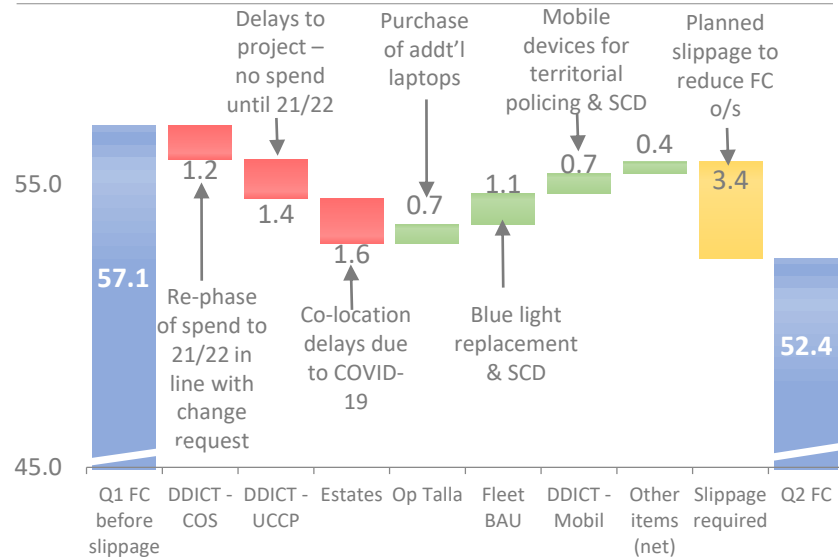 Delays to
project –
no spend
until 21/22
Purchase
of addt'l
laptops
Mobile
devices for
territorial
policing & SCD
Planned
slippage to
reduce FC
o/s
55.0
45.0
57.1
1.2
1.4
1.6
0.7
1.1
0.7
0.4
3.4
52.4
Re-phase
of spend to
21/22 in
line with
change
request
Co-location
delays due
to COVID-
19
Blue light
replacement
& SCD
Q1 FC
before
slippage
DDICT -
COS
DDICT -
UCCP
Estates
Op Talla
Fleet
BAU
DDICT -
Mobil
Other
items
(net)
Slippage
required
Q2 FC